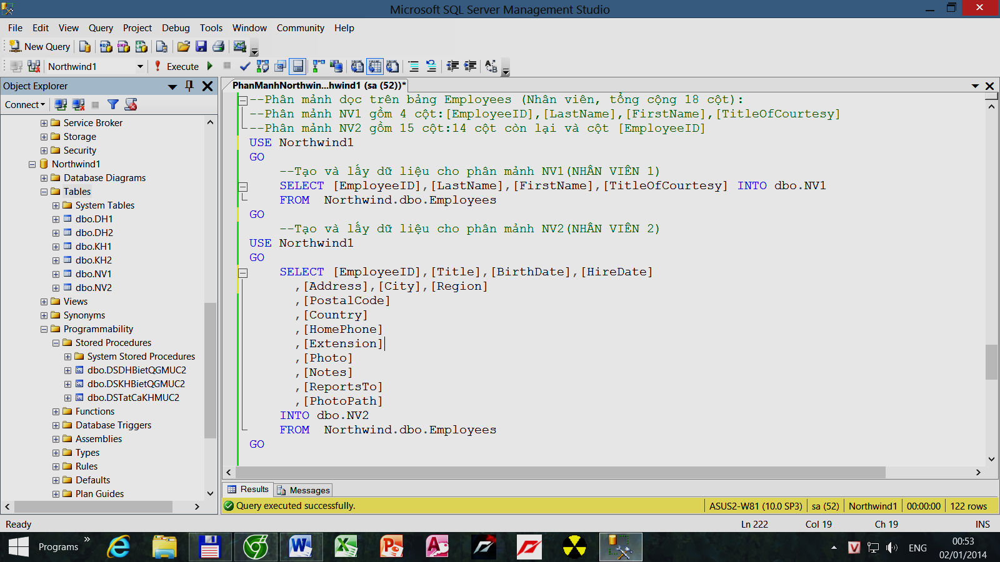 Microsoft SQL Server Management Studio
File Edit View Query Project Debug Tools Window Community Help
New Query
Northwind1 Execute
Object Explorer
Connect
Service Broker
Storage
Security
Northwind1
Database Diagrams
Tables
System Tables
dbo.DH1
dbo.DH2
dbo.KH1
dbo.KH2
dbo.NV1
dbo.NV2
Views
Synonyms
Programmability
Stored Procedures
System Stored Procedures
dbo.DSDHBietQGMUC2
dbo.DSKHBietQGMUC2
dbo.DSTatCaKHMUC2
Functions
Database Triggers
Assemblies
Types
Rules
Defaults
Plan Guides
PhanManhNorthwin...hwind1 (sa (52))*
--Phân mảnh dọc trên bảng Employees (Nhân viên, tổng cộng 18 cột):
--Phân mảnh NV1 gồm 4 cột:[EmployeeID],[LastName],[FirstName],[TitleOfCourtesy]
--Phân mảnh NV2 gồm 15 cột:14 cột còn lại và cột [EmployeeID]
USE Northwind1
GO
--Tạo và lấy dữ liệu cho phân mảnh NV1(NHÂN VIÊN 1)
SELECT [EmployeeID],[LastName],[FirstName],[TitleOfCourtesy] INTO dbo.NV1
FROM Northwind.dbo.Employees
GO
--Tạo và lấy dữ liệu cho phân mảnh NV2(NHÂN VIÊN 2)
USE Northwind1
GO
SELECT [EmployeeID],[Title],[BirthDate],[HireDate]
,[Address],[City],[Region]
,[PostalCode]
,[Country]
,[HomePhone]
,[Extension]
,[Photo]
,[Notes]
,[ReportsTo]
,[PhotoPath]
INTO dbo.NV2
FROM Northwind.dbo.Employees
GO
Results Messages
Query executed successfully. ASUS2-W81 (10.0 SP3) sa (52) Northwind1 00:00:00 122 rows
Ready Ln 222 Col 19 Ch 19 INS
Programs ENG 00:53
02/01/2014